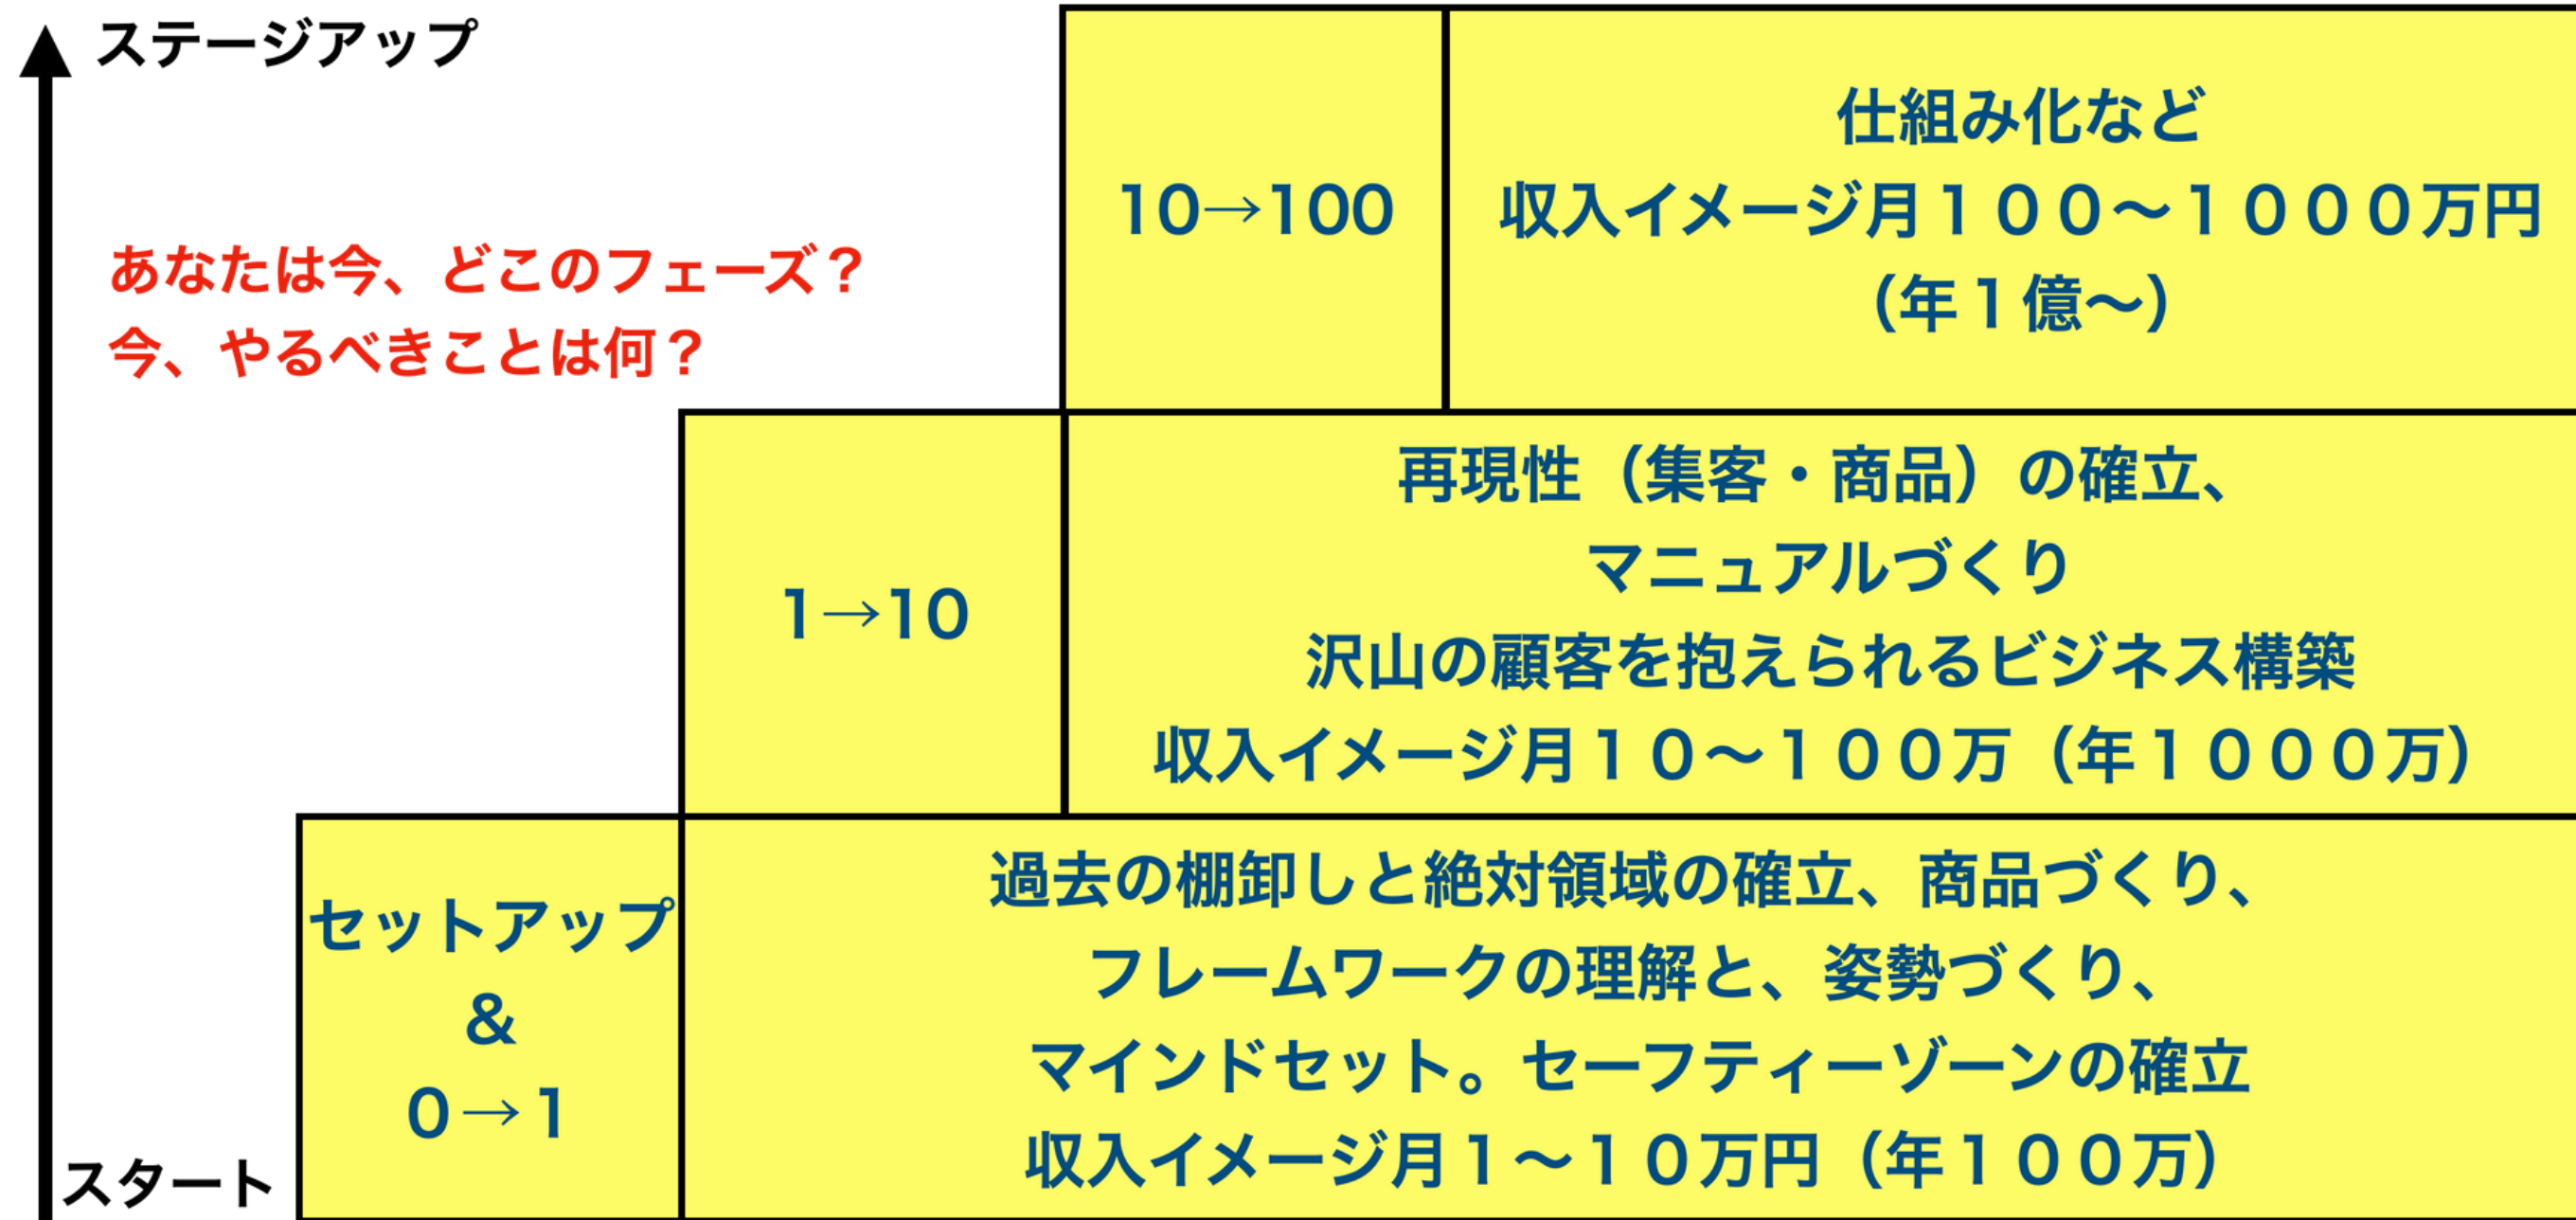 ステージアップ
あなたは今、どこのフェーズ？
今、やるべきことは何？
10→100
仕組み化など
収入イメージ月１００〜１０００万円
（年１億〜）
1→10
再現性（集客・商品）の確立、
マニュアルづくり
沢山の顧客を抱えられるビジネス構築
収入イメージ月１０〜１００万（年１０００万）
セットアップ
&
0→1
過去の棚卸しと絶対領域の確立、商品づくり、
フレームワークの理解と、姿勢づくり、
マインドセット。セーフティーゾーンの確立
収入イメージ月１〜１０万円（年１００万）
スタート